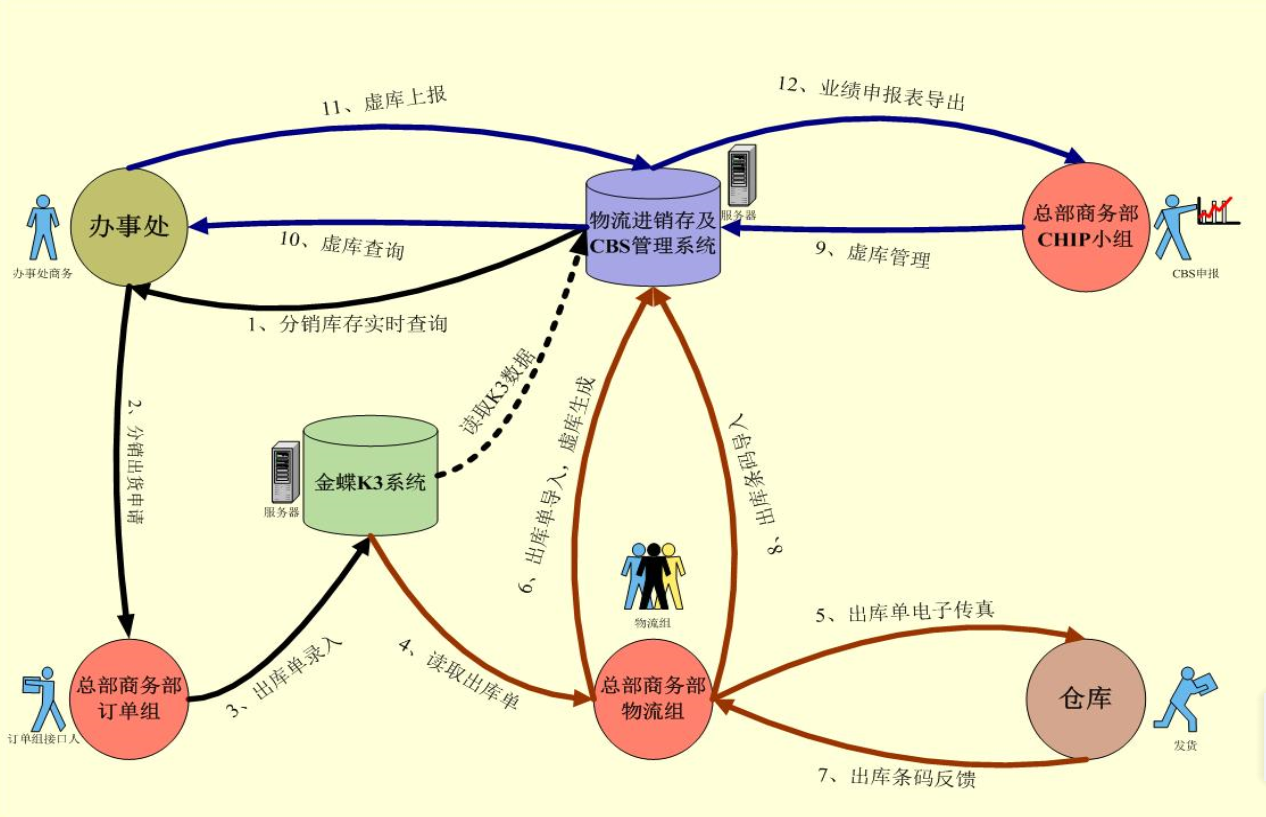 11、虚库上报
12、业绩申报表导出
服务器
办事处
办事处商务
10、虚库查询
物流进销存及
CBS管理系统
9、虚库管理
总部商务部
CHIP小组
CBS申报
1、分销库存实时查询
读取K3数据
2、分销出货申请
金蝶K3系统
服务器
6、出库单导入，虚库生成
8、出库条码导入
物流组
3、出库单录入
4、读取出库单
5、出库单电子传真
总部商务部
订单组
订单组接口人
总部商务部
物流组
仓库
发货
7、出库条码反馈